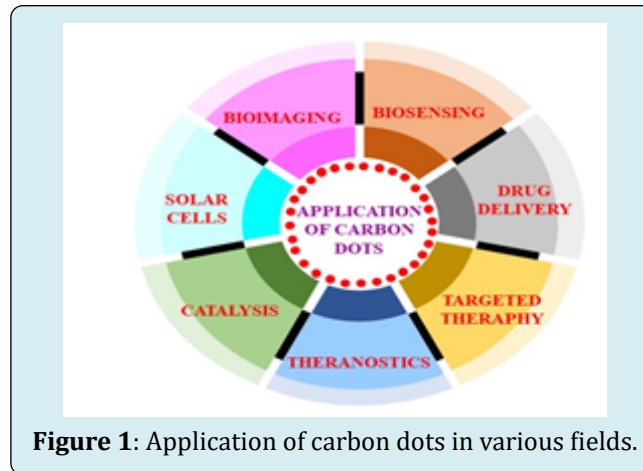 BIOIMAGING
BIOSENSING
DRUG
DELIVERY
TARGETED
THERAPHY
THERANOSTICS
CATALYSIS
SOLAR
CELLS
APPLICATION
OF CARBON
DOTS
Figure 1: Application of carbon dots in various fields.